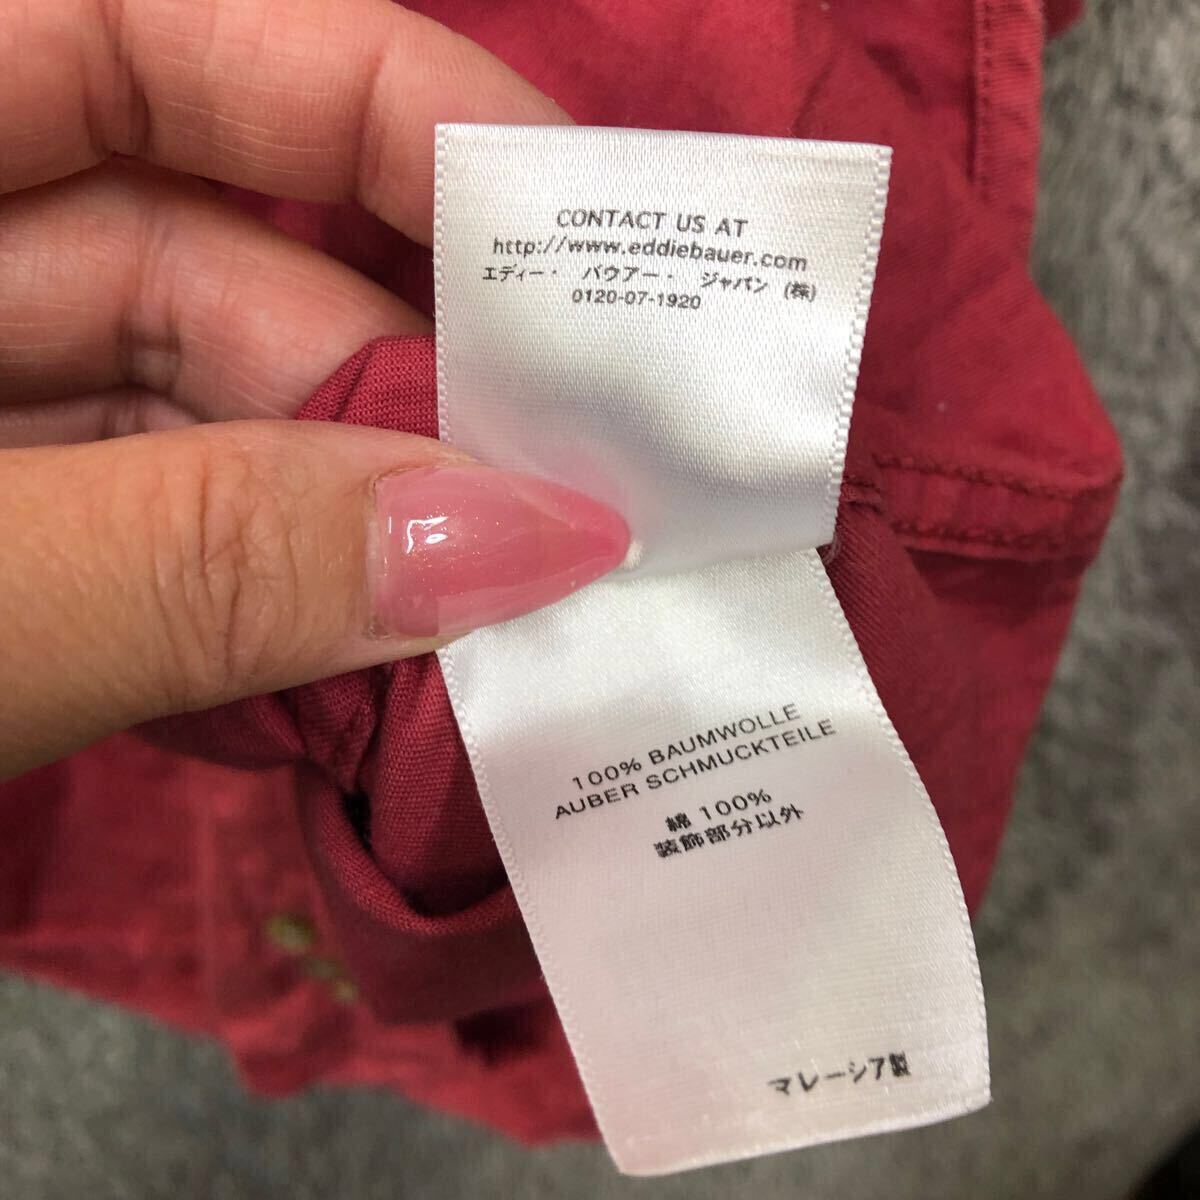 CONTACT US AT
http://www.eddiebauer.com
エディー・ バウアー・ ジャパン (株)
0120-07-1920
100% BAUMWOLLE
AUBER SCHMUCKTEILE
綿 100%
装飾部分以外
マレーシア製